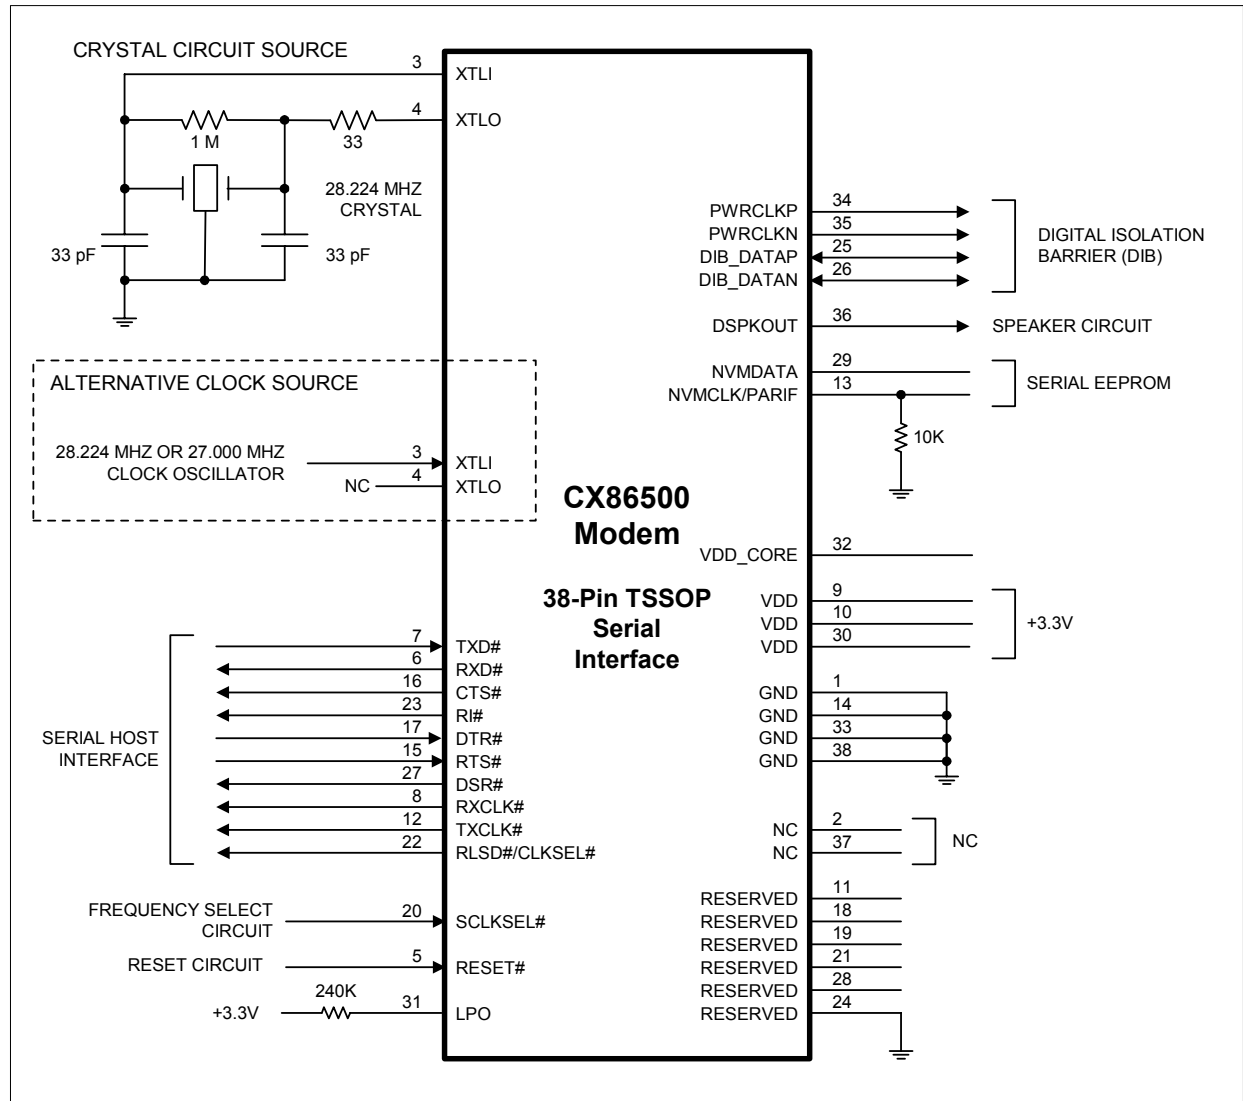 CRYSTAL CIRCUIT SOURCE
3
XTLI
4
XTLO
1 M
33
28.224 MHZ
CRYSTAL
33 pF
33 pF
ALTERNATIVE CLOCK SOURCE
28.224 MHZ OR 27.000 MHZ
CLOCK OSCILLATOR
3
XTLI
NC
4
XTLO
SERIAL HOST
INTERFACE
7
TXD#
6
RXD#
16
CTS#
23
RI#
17
DTR#
15
RTS#
27
DSR#
8
RXCLK#
12
TXCLK#
22
RLSD#/CLKSEL#
FREQUENCY SELECT
CIRCUIT
20
SCLKSEL#
RESET CIRCUIT
5
RESET#
+3.3V
240K
31
LPO
CX86500
Modem
38-Pin TSSOP
Serial
Interface
PWRCLKP
34
PWRCLKN
35
DIB_DATAP
25
DIB_DATAN
26
DIGITAL ISOLATION
BARRIER (DIB)
DSPKOUT
36
SPEAKER CIRCUIT
NVMDATA
29
NVMCLK/PARIF
13
SERIAL EEPROM
10K
VDD_CORE
32
VDD
9
VDD
10
VDD
30
+3.3V
GND
1
GND
14
GND
33
GND
38
NC
2
NC
37
NC
RESERVED
11
RESERVED
18
RESERVED
19
RESERVED
21
RESERVED
28
RESERVED
24